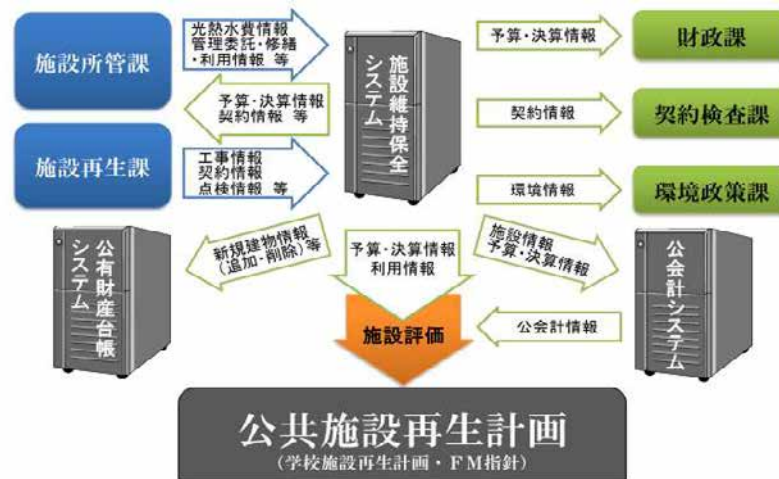 施設所管課
光熱水費情報
管理委託・修繕
・利用情報 等
予算・決算情報
契約情報 等
施設再生課
工事情報
契約情報
点検情報 等
施設維持保全
システム
予算・決算情報
財政課
契約情報
契約検査課
環境情報
環境政策課
公有財産台帳
システム
新規建物情報
(追加・削除)等
予算・決算情報
利用情報
施設情報
予算・決算情報
公会計システム
公会計情報
施設評価
公共施設再生計画
(学校施設再生計画・FM指針)